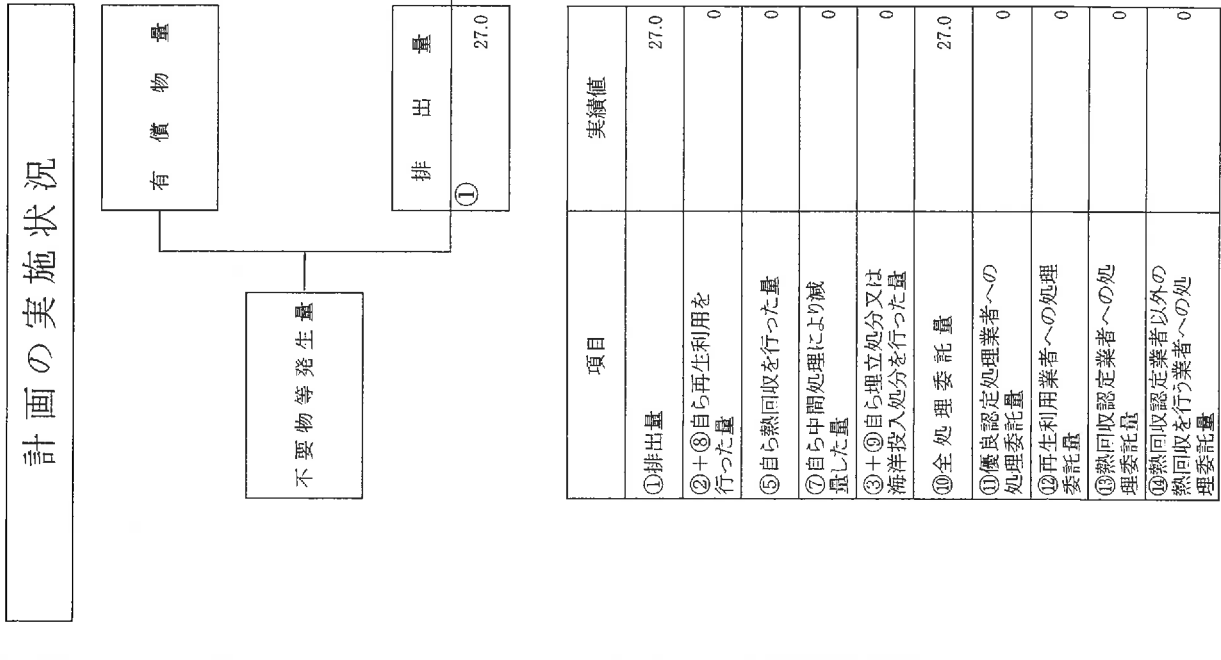 計画の実施状況
有償物量
不要物等発生量
排出量
①
27.0
項目
実績値
①排出量
27.0
②+⑧自ら再生利用を
行った量
0
⑤自ら熱回収を行った量
0
⑦自ら中間処理により減
量した量
0
③+⑨自ら埋立処分又は
海洋投入処分を行った量
0
⑩全処理委託量
27.0
⑪優良認定処理業者への
処理委託量
0
⑫再生利用業者への処理
委託量
0
⑬熱回収認定業者への処
理委託量
0
⑭熱回収認定業者以外の
熱回収を行う業者への処
理委託量
0